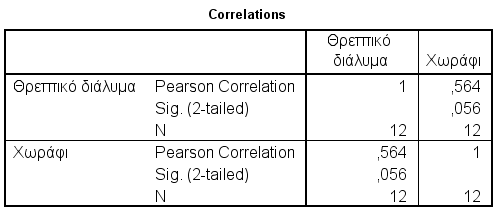 Correlations
Θρεπτικό διάλυμα Χωράφι
Θρεπτικό διάλυμα Pearson Correlation 1 ,564
Sig. (2-tailed) ,056
N 12 12
Χωράφι Pearson Correlation ,564 1
Sig. (2-tailed) ,056
N 12 12